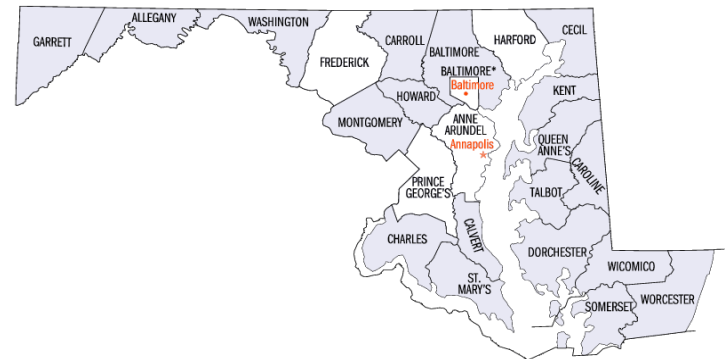 GARRETT
ALLEGANY
WASHINGTON
FREDERICK
CARROLL
BALTIMORE
HARFORD
CECIL
BALTIMORE*
Baltimore
HOWARD
KENT
MONTGOMERY
ANNE
ARUNDEL
Annapolis
QUEEN
ANNE'S
CAROLINE
PRINCE
GEORGE'S
TALBOT
CHARLES
CALVERT
DORCHESTER
WICOMICO
ST.
MARY'S
SOMERSET
WORCESTER